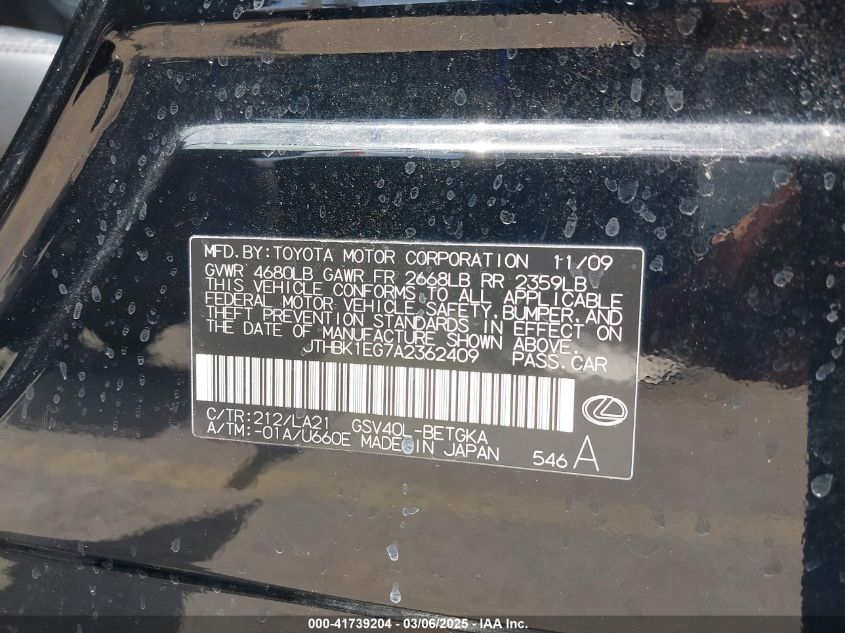 MFD.BY:TOYOTA MOTOR CORPORATION 11/09
GVWR 4680LB GAWR FR 2668LB RR 2359LB
THIS VEHICLE CONFORMS TO ALL APPLICABLE
FEDERAL MOTOR VEHICLE SAFETY,BUMPER,AND
THEFT PREVENTION STANDARDS IN EFFECT ON
THE DATE OF MANUFACTURE SHOWN ABOVE.
JTHBK1EG7A2362409 PASS.CAR
C/TR:212/LA21 GSV40L-BETGKA
A/TM:-01A/U660E MADE IN JAPAN 546 A
000-41739204 - 03/06/2025 - IAA Inc.